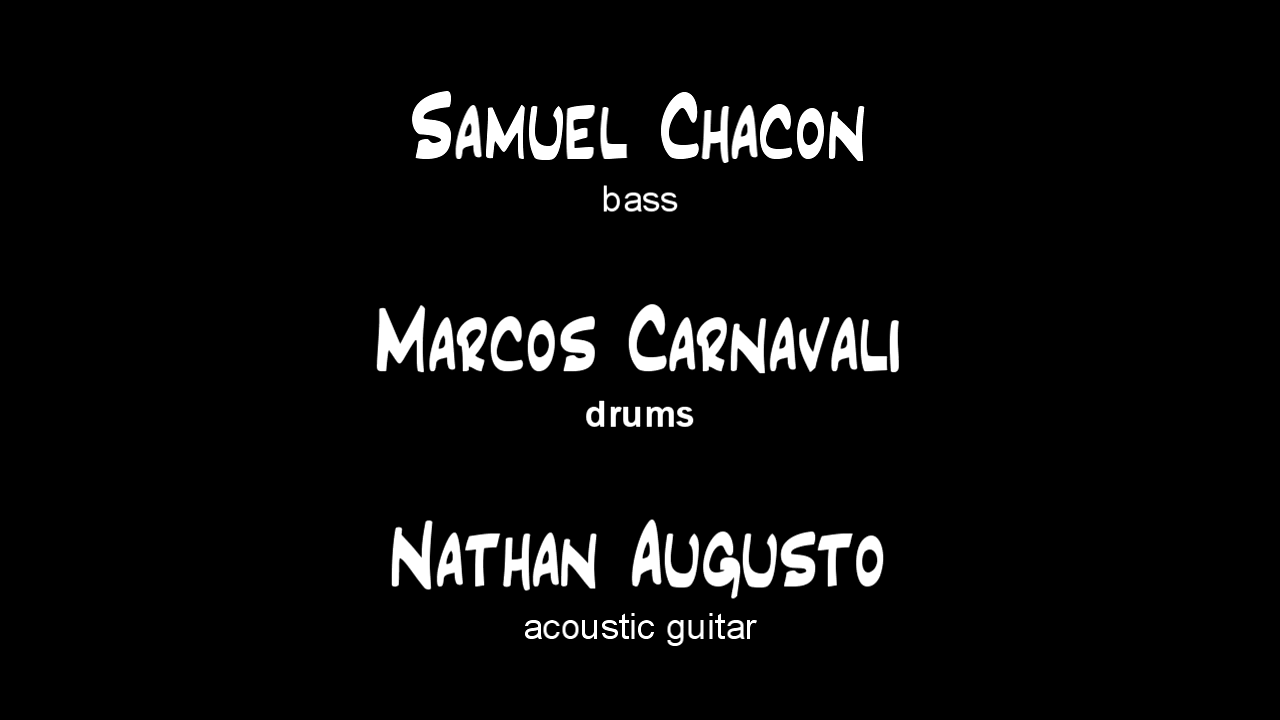 Samuel Chacon
bass
Marcos Carnavali
drums
Nathan Augusto
acoustic guitar